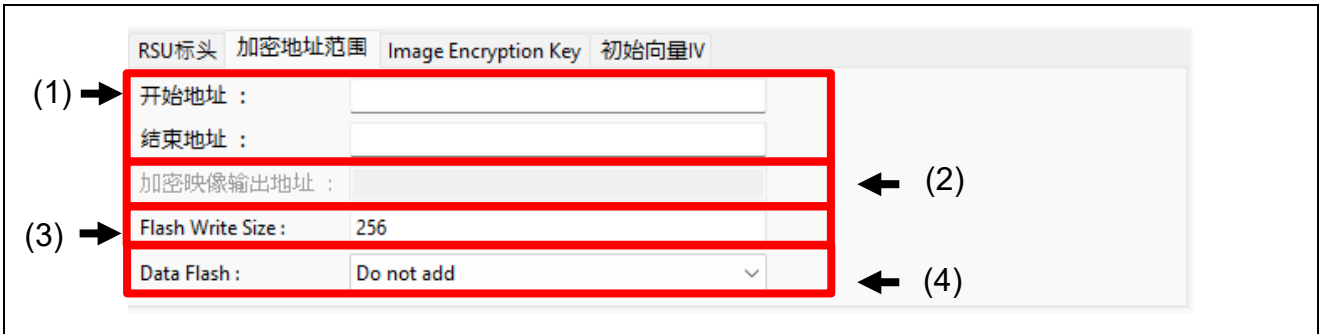 RSU标头 加密地址范围 Image Encryption Key 初始向量IV
(1) 开始地址 :
结束地址 :
加密映像输出地址 : (2)
(3) Flash Write Size : 256
Data Flash : Do not add (4)